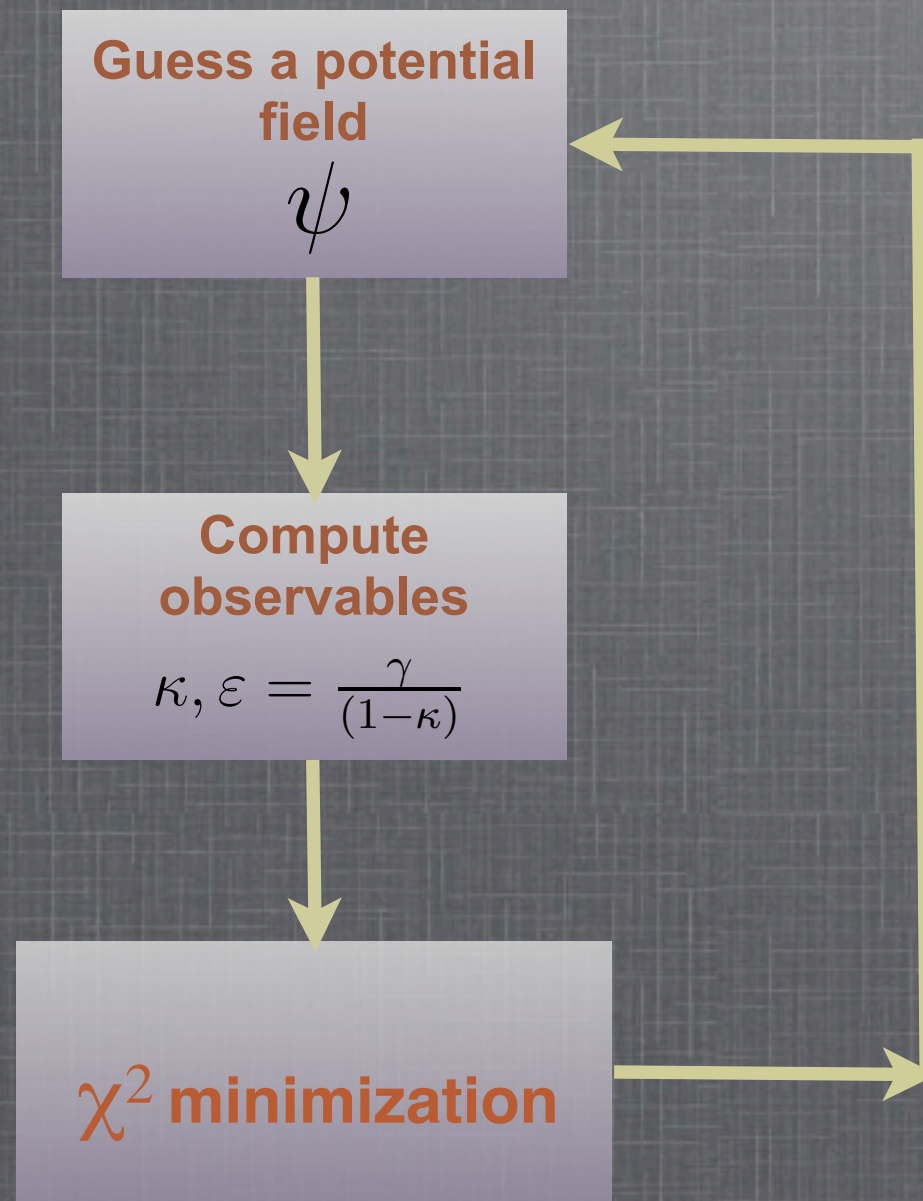 Guess a potential
field
ψ
Compute
observables
κ, ε = γ/(1−κ)
χ² minimization